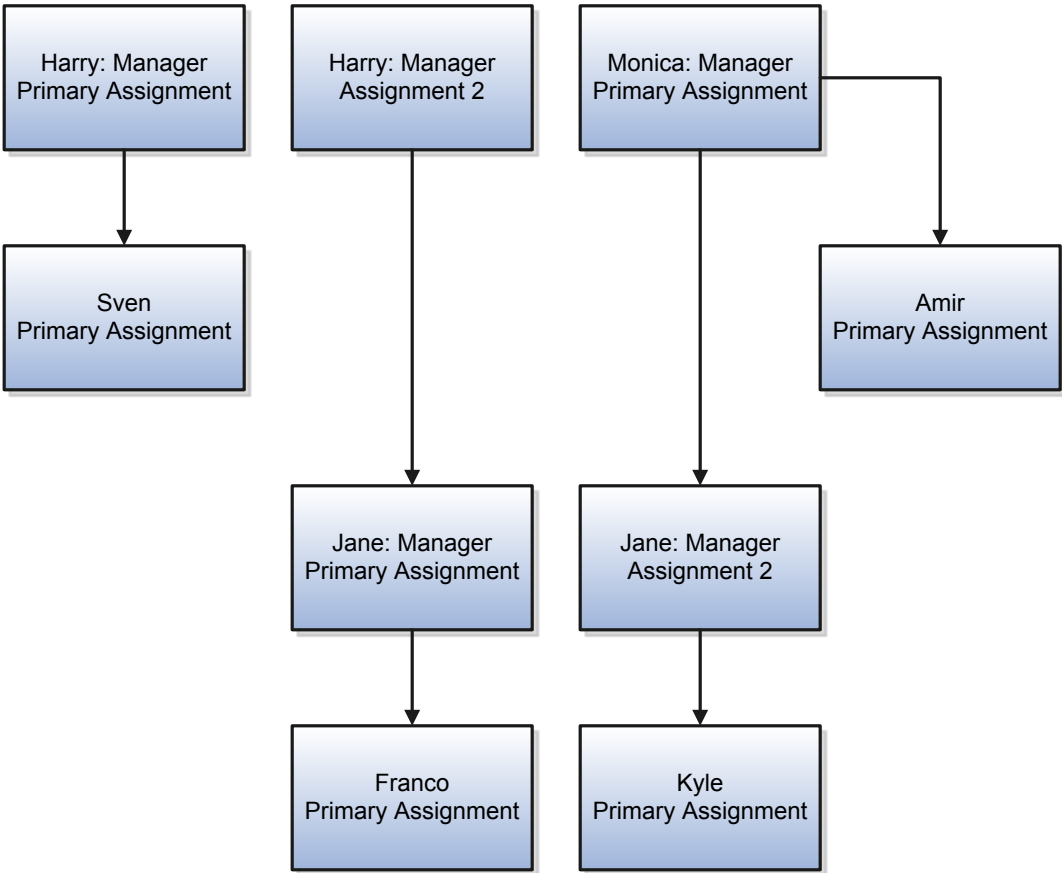 Harry: Manager
Primary Assignment
Harry: Manager
Assignment 2
Monica: Manager
Primary Assignment
Sven
Primary Assignment
Amir
Primary Assignment
Jane: Manager
Primary Assignment
Jane: Manager
Assignment 2
Franco
Primary Assignment
Kyle
Primary Assignment